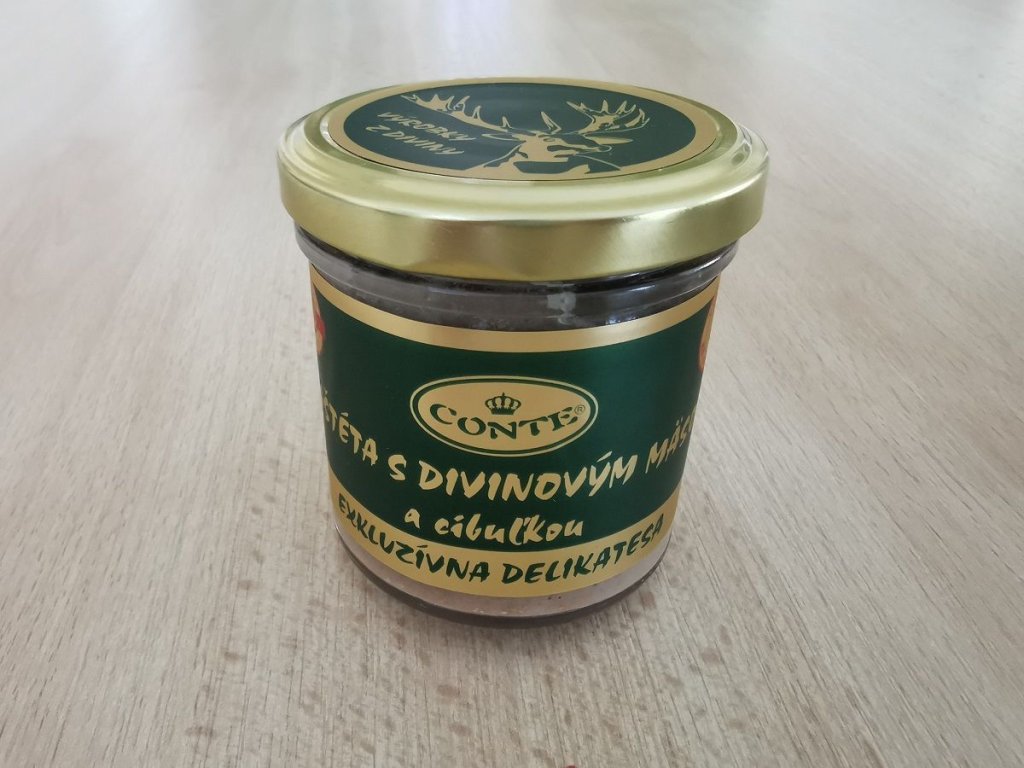 VÝROBKY
Z DIVINY
CONTE®
S DIVINOVÝM
a cibuľkou
EXKLUZÍVNA DELIKATESA